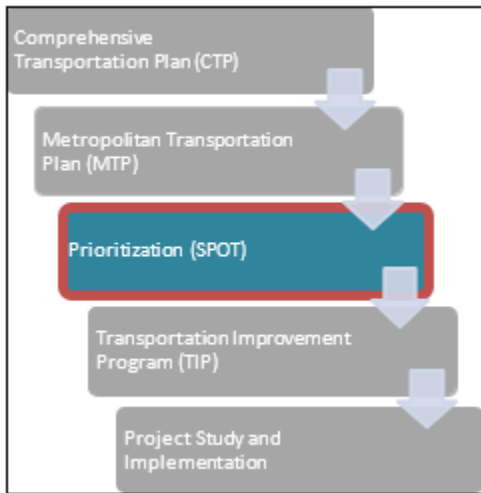 Comprehensive
Transportation Plan (CTP)
Metropolitan Transportation
Plan (MTP)
Prioritization (SPOT)
Transportation Improvement
Program (TIP)
Project Study and
Implementation